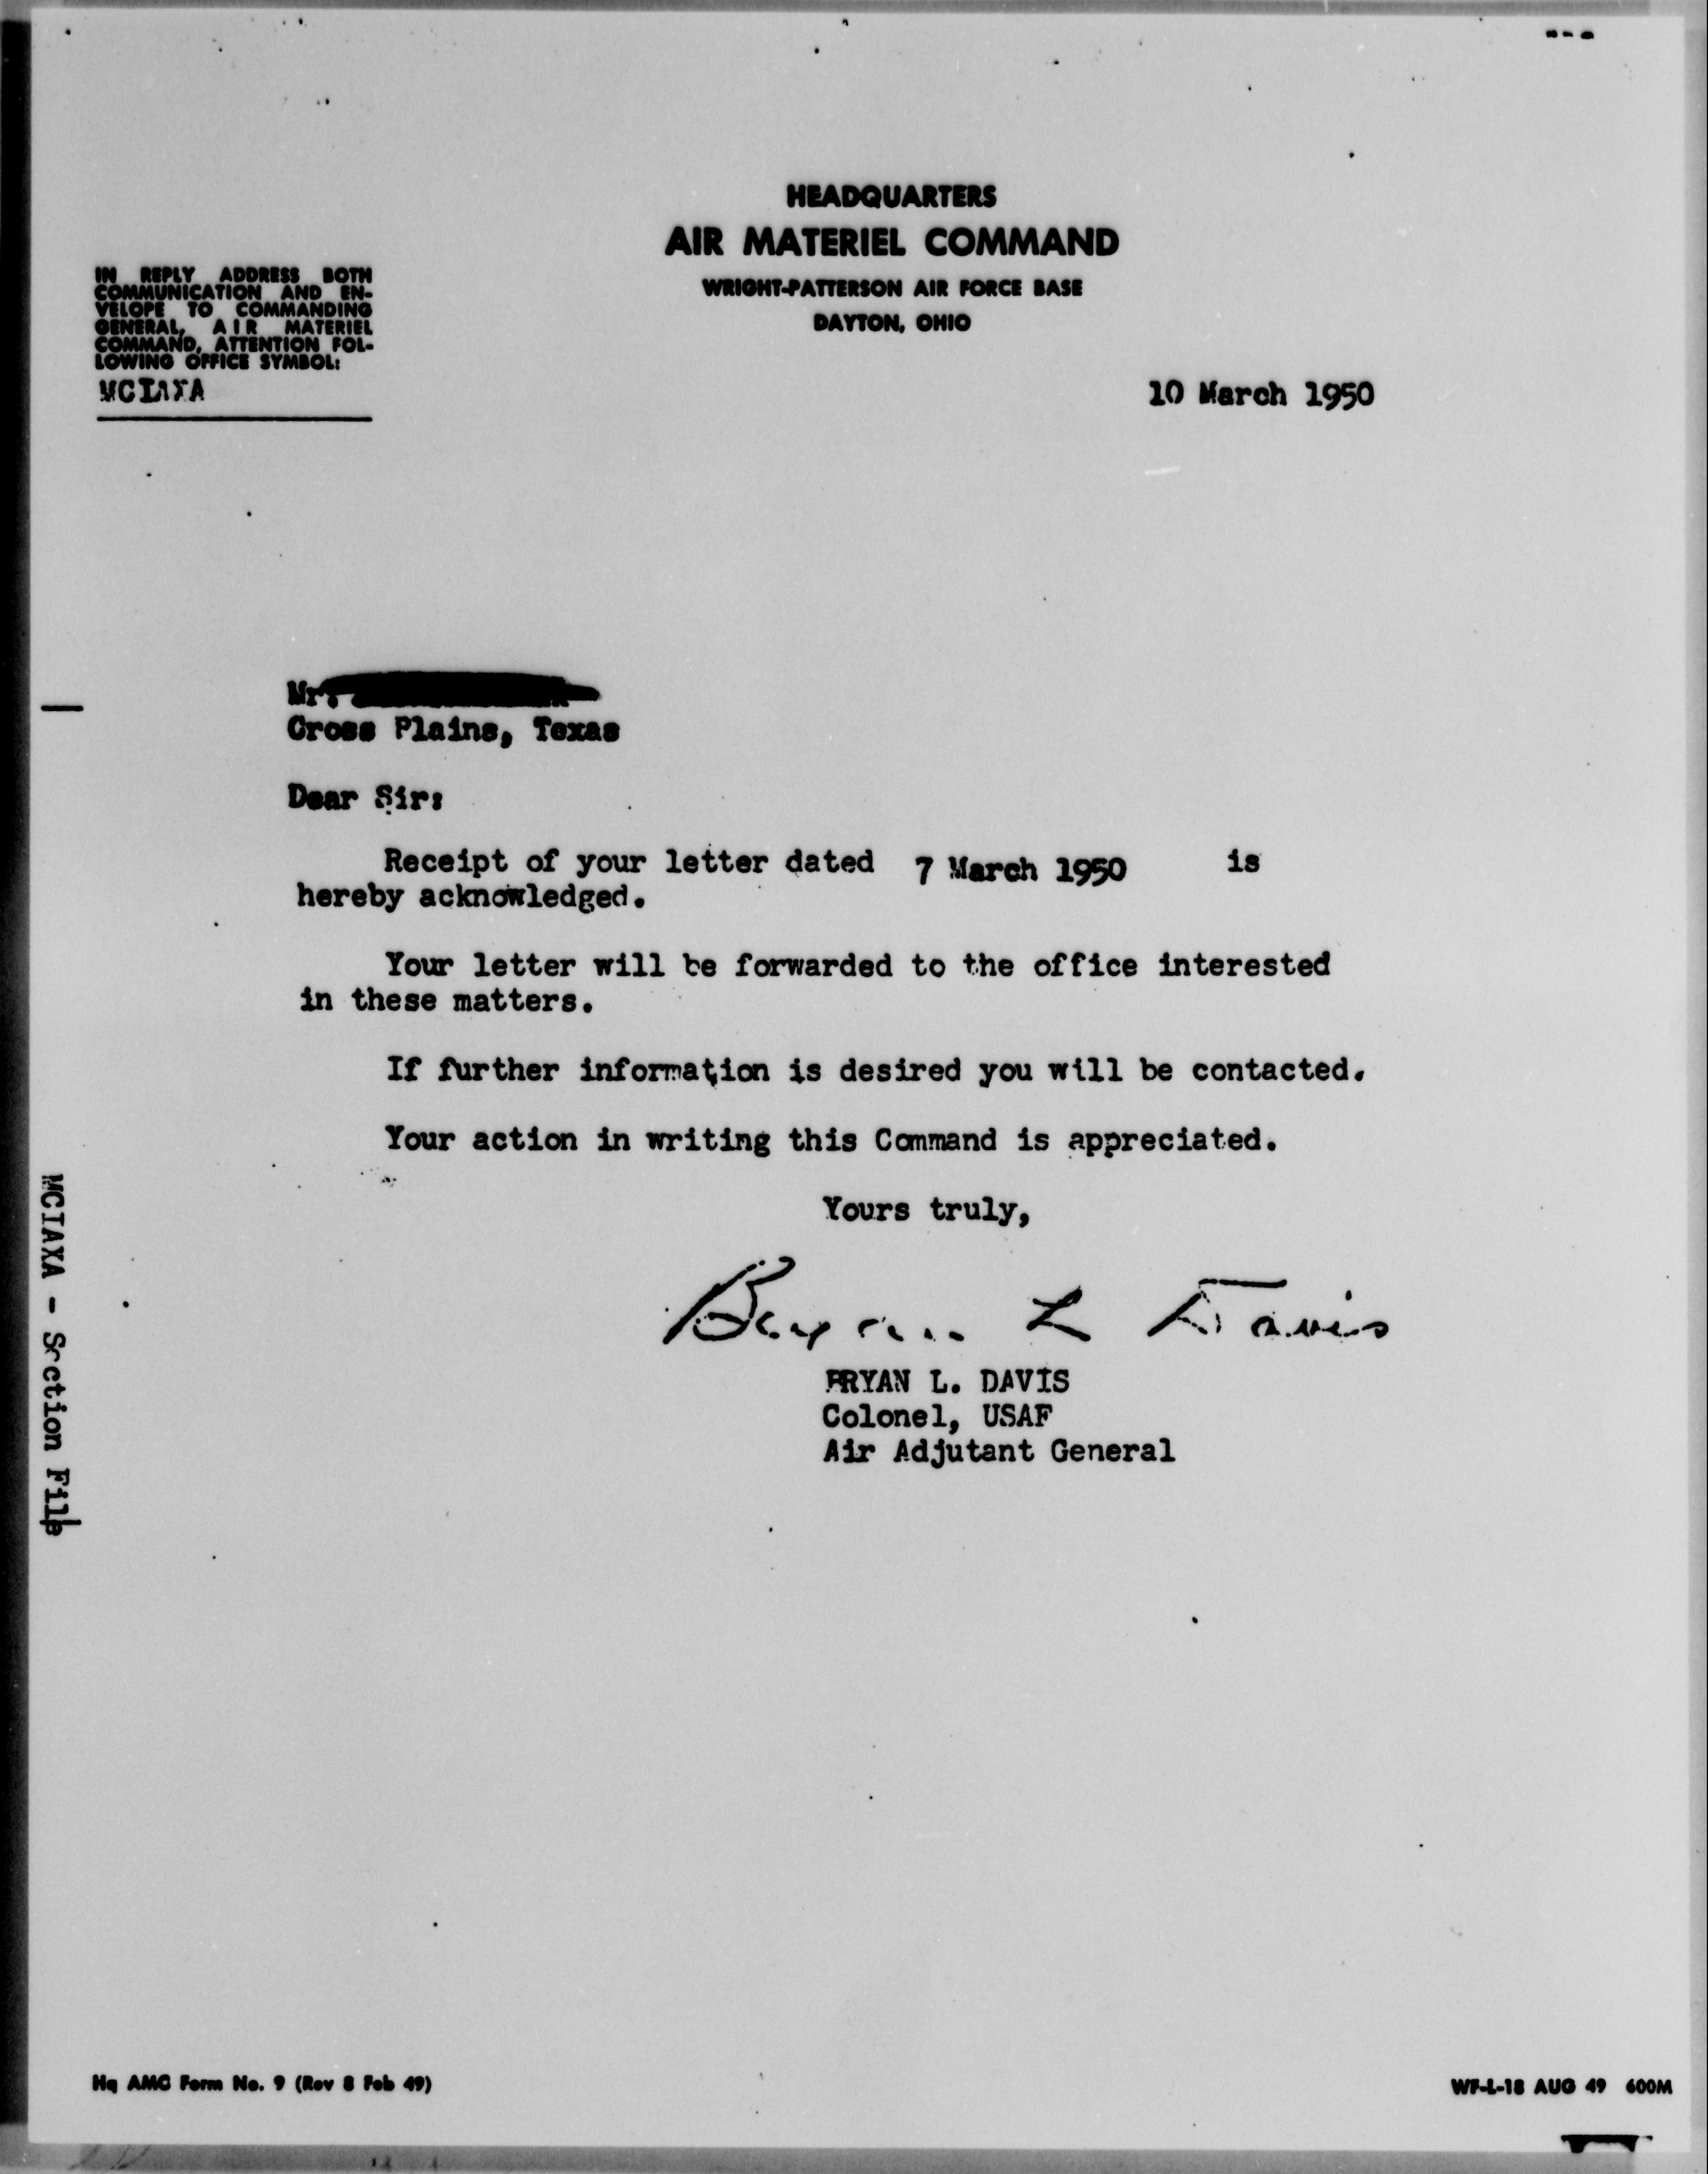 HEADQUARTERS
AIR MATERIEL COMMAND
WRIGHT-PATTERSON AIR FORCE BASE
DAYTON, OHIO
IN REPLY ADDRESS BOTH
COMMUNICATION AND EN-
VELOPE TO COMMANDING
GENERAL, AIR MATERIEL
COMMAND, ATTENTION FOL-
LOWING OFFICE SYMBOL:
MCIAXA
10 March 1950
Mr.
Cross Plains, Texas
Dear Sir:
Receipt of your letter dated 7 March 1950 is
hereby acknowledged.
Your letter will be forwarded to the office interested
in these matters.
If further information is desired you will be contacted.
Your action in writing this Command is appreciated.
Yours truly,
Bryan L Davis
BRYAN L. DAVIS
Colonel, USAF
Air Adjutant General
MCIAXA - Section File
Hq AMC Form No. 9 (Rev 8 Feb 49)
WF-L-18 AUG 49 600M